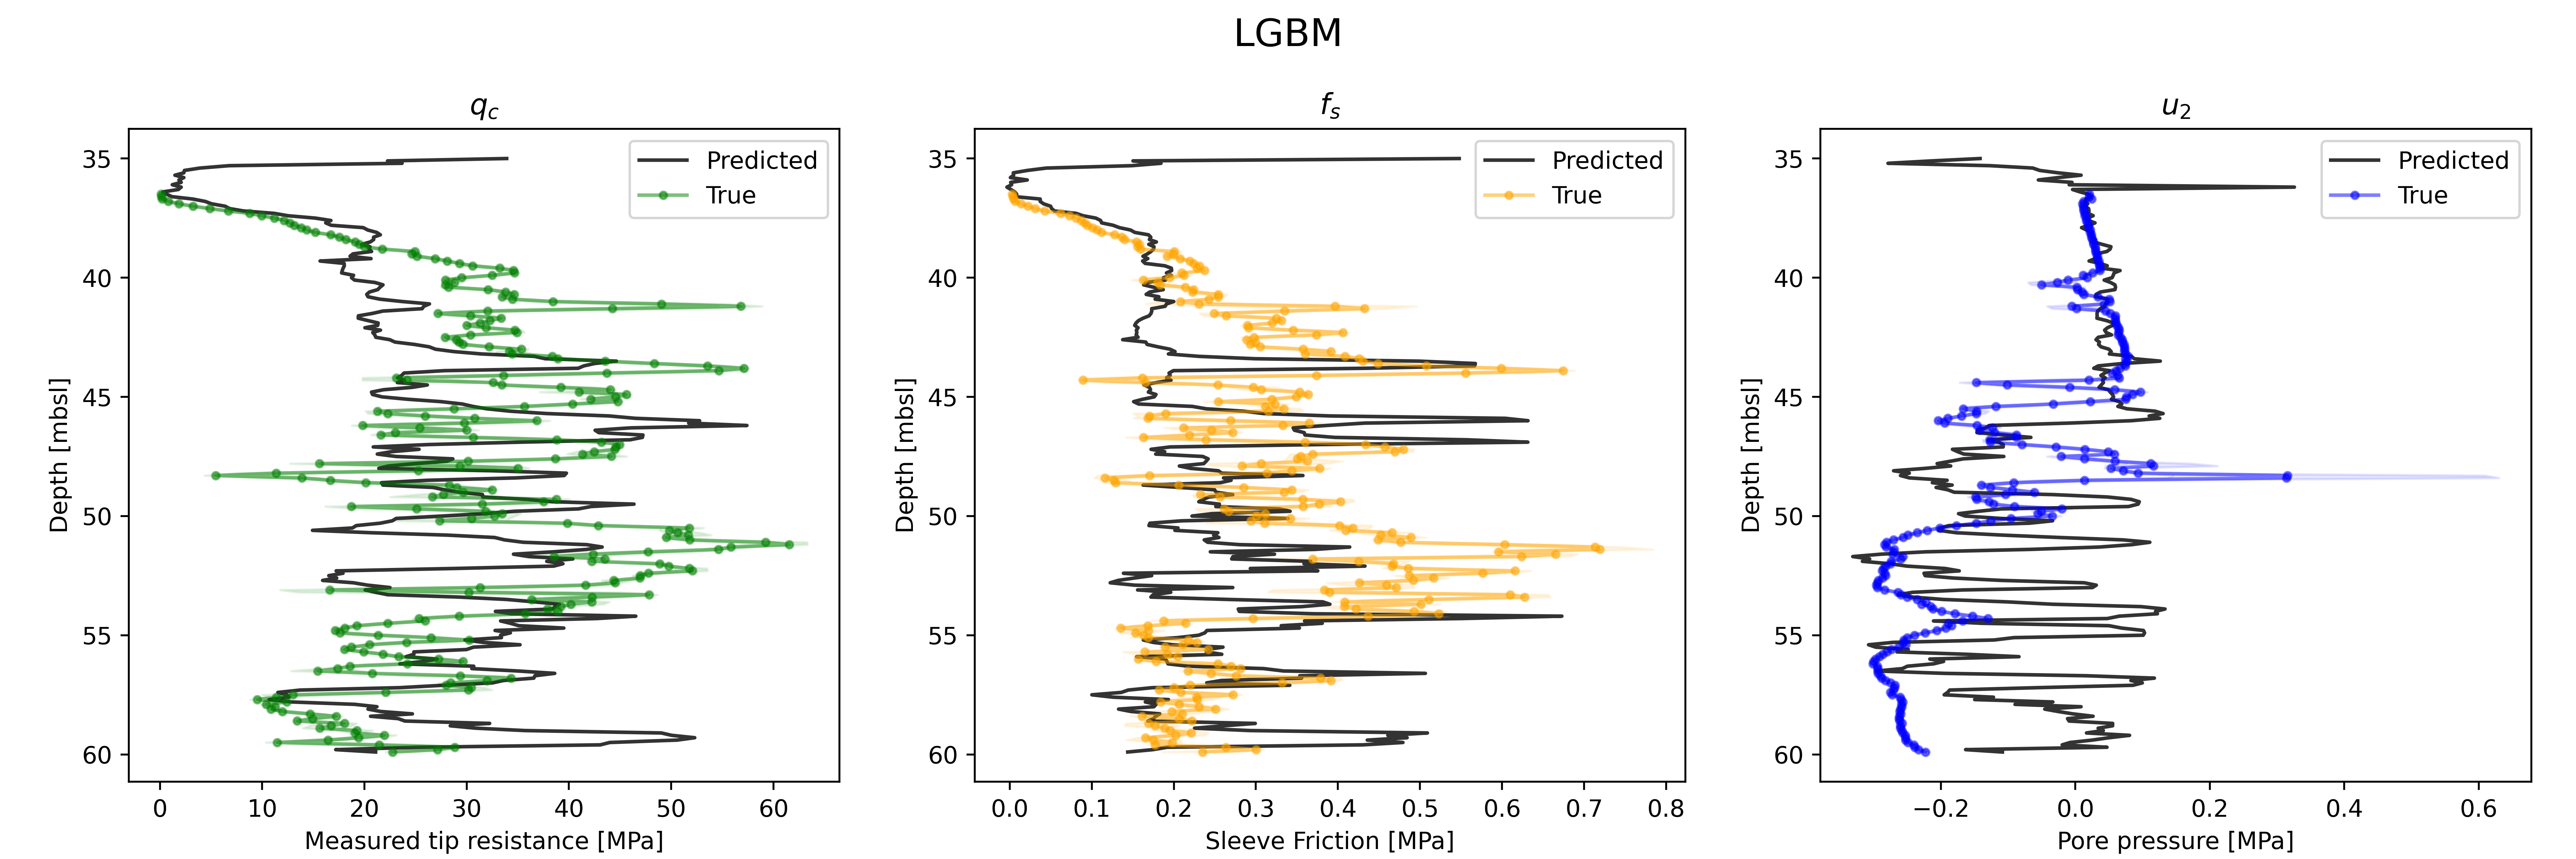 LGBM
q_c
Predicted
True
35
40
45
50
55
60
Depth [mbsl]
0 10 20 30 40 50 60
Measured tip resistance [MPa]
f_s
Predicted
True
35
40
45
50
55
60
Depth [mbsl]
0.0 0.1 0.2 0.3 0.4 0.5 0.6 0.7 0.8
Sleeve Friction [MPa]
u_2
Predicted
True
35
40
45
50
55
60
Depth [mbsl]
−0.2 0.0 0.2 0.4 0.6
Pore pressure [MPa]